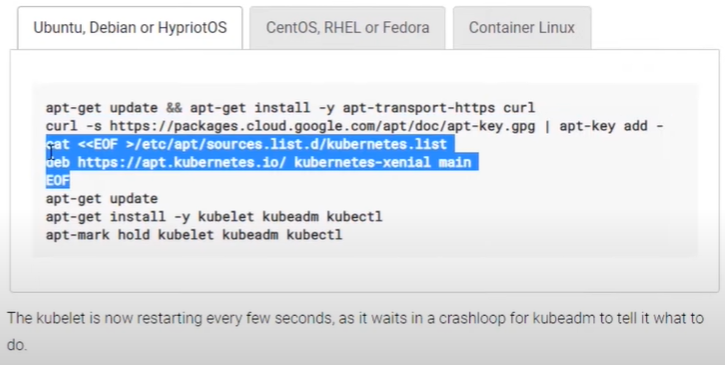 Ubuntu, Debian or HypriotOS
CentOS, RHEL or Fedora
Container Linux
apt-get update && apt-get install -y apt-transport-https curl
curl -s https://packages.cloud.google.com/apt/doc/apt-key.gpg | apt-key add -
cat <<EOF >/etc/apt/sources.list.d/kubernetes.list
deb https://apt.kubernetes.io/ kubernetes-xenial main
EOF
apt-get update
apt-get install -y kubelet kubeadm kubectl
apt-mark hold kubelet kubeadm kubectl
The kubelet is now restarting every few seconds, as it waits in a crashloop for kubeadm to tell it what to
do.